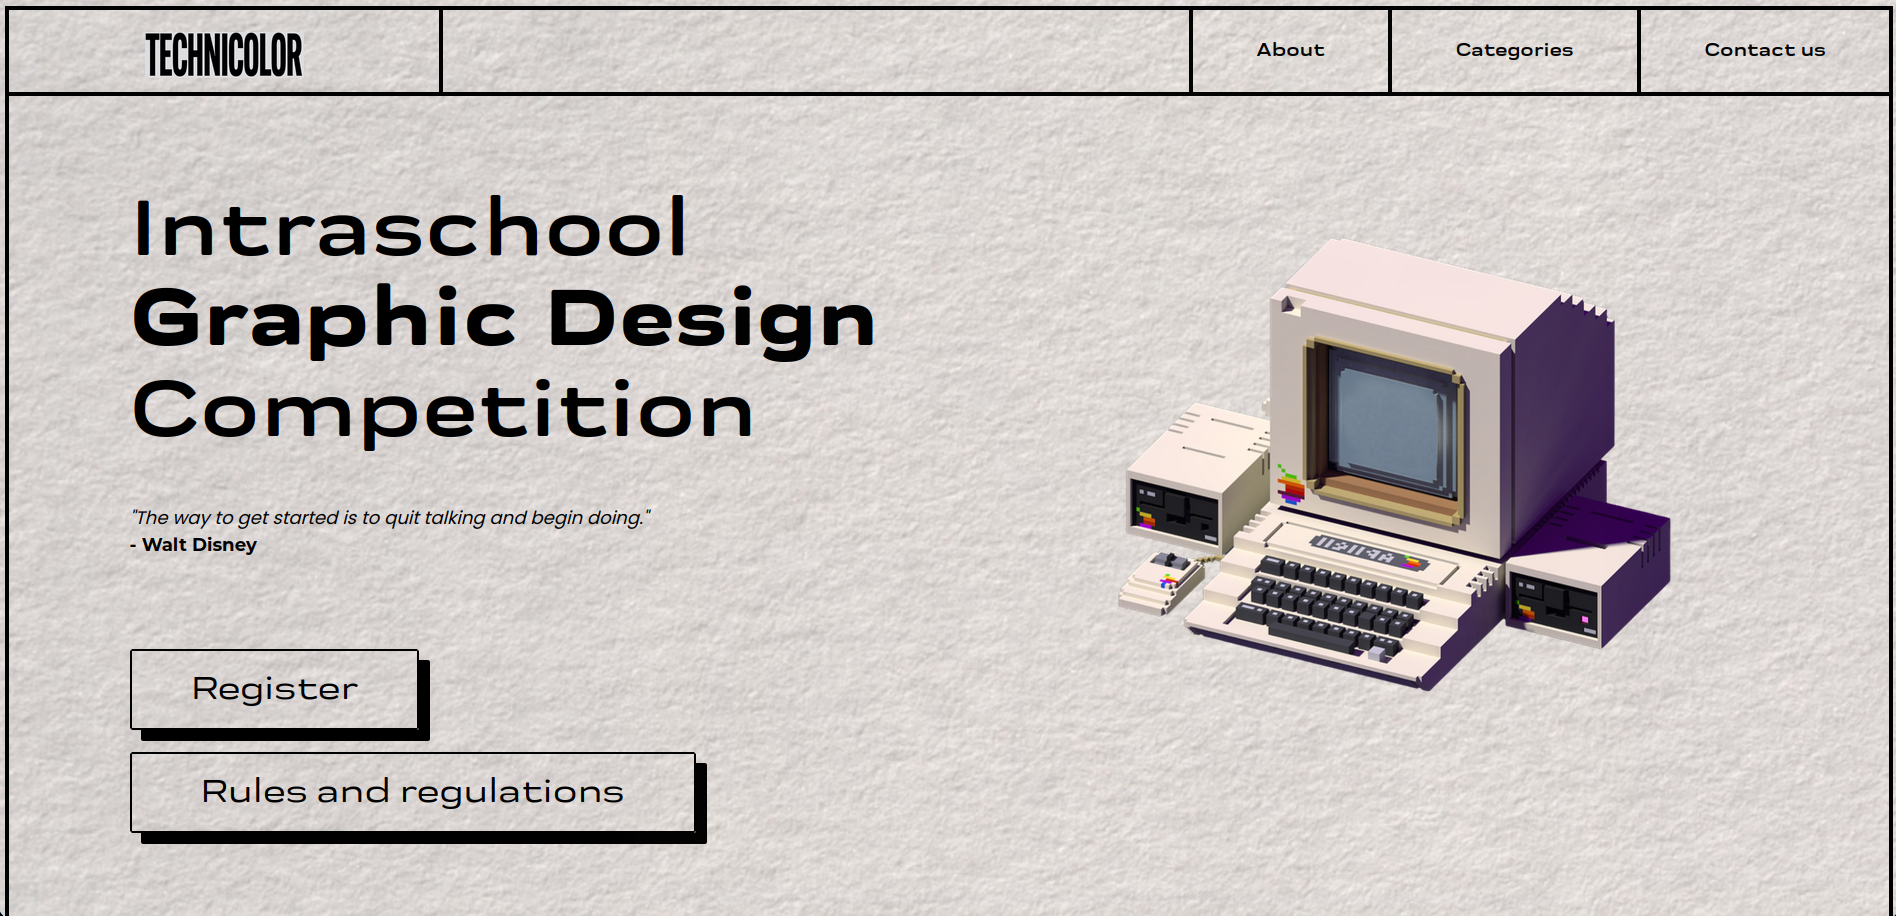 TECHNICOLOR
About
Categories
Contact us
Intraschool
Graphic Design
Competition
"The way to get started is to quit talking and begin doing."
- Walt Disney
Register
Rules and regulations